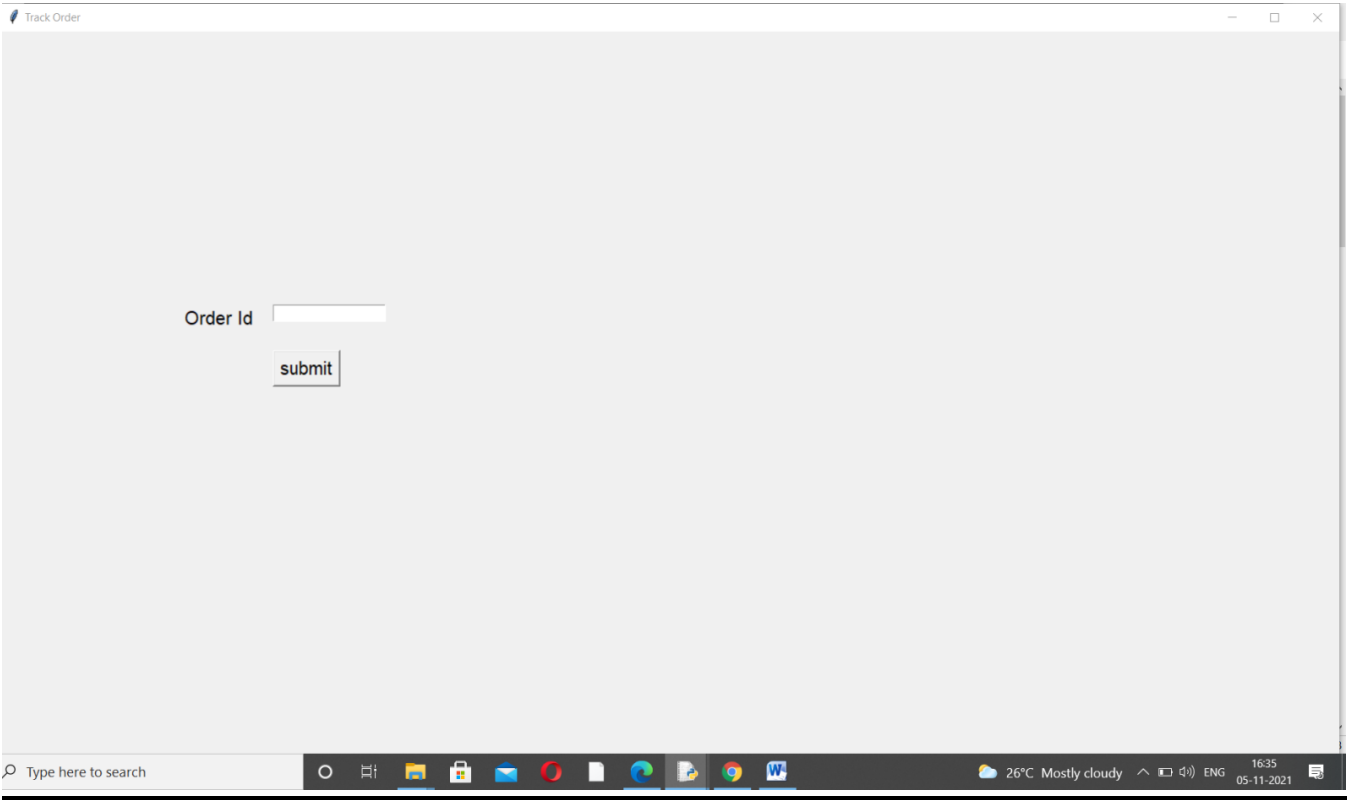 Track Order
Order Id
submit
Type here to search
26°C Mostly cloudy
ENG
16:35
05-11-2021